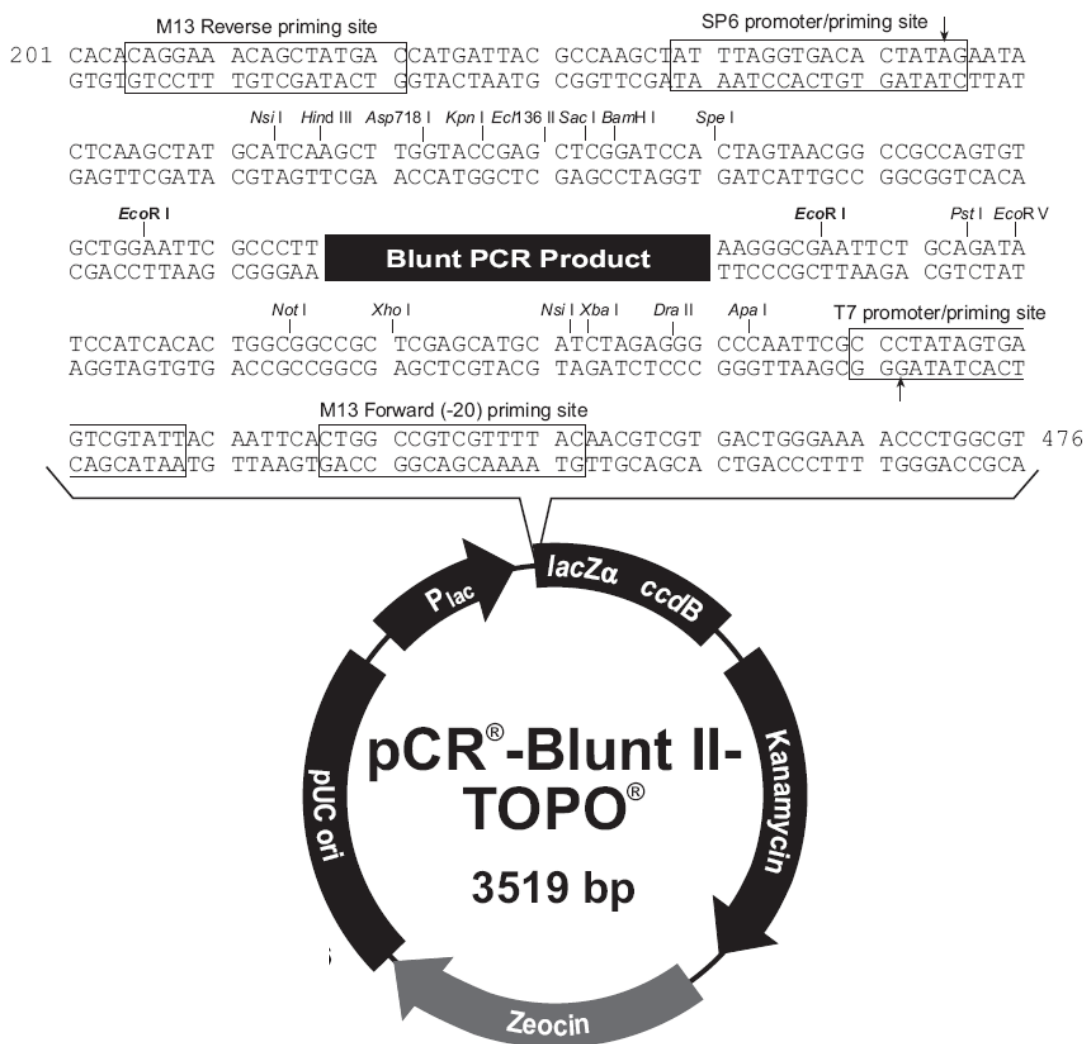 M13 Reverse priming site SP6 promoter/priming site
201 CACACAGGAA ACAGCTATGA CCATGATTAC GCCAAGCTAT TTAGGTGACA CTATAGAATA
GTGTGTCCTT TGTCGATACT GGTACTAATG CGGTTCGATA AATCCACTGT GATATCTTAT
Nsi I Hind III Asp718 I Kpn I Ecl136 II Sac I BamH I Spe I
CTCAAGCTAT GCATCAAGCT TGGTACCGAG CTCGGATCCA CTAGTAACGG CCGCCAGTGT
GAGTTCGATA CGTAGTTCGA ACCATGGCTC GAGCCTAGGT GATCATTGCC GGCGGTCACA
EcoR I EcoR I Pst I EcoR V
GCTGGAATTC GCCCTT Blunt PCR Product AAGGGCGAATTCT GCAGATA
CGACCTTAAG CGGGAA TTCCCGCTTAAGA CGTCTAT
Not I Xho I Nsi I Xba I Dra II Apa I T7 promoter/priming site
TCCATCACAC TGGCGGCCGC TCGAGCATGC ATCTAGAGGG CCCAATTCGC CCTATAGTGA
AGGTAGTGTG ACCGCCGGCG AGCTCGTACG TAGATCTCCC GGGTTAAGCG GGATATCACT
M13 Forward (-20) priming site
GTCGTATTAC AATTCACTGG CCGTCGTTTT ACAACGTCGT GACTGGGAAA ACCCTGGCGT 476
CAGCATAATG TTAAGTGACC GGCAGCAAAA TGTTGCAGCA CTGACCCTTT TGGGACCGCA
Plac lacZα ccdB
pCR®-Blunt II-
TOPO®
3519 bp
Kanamycin
pUC ori
Zeocin